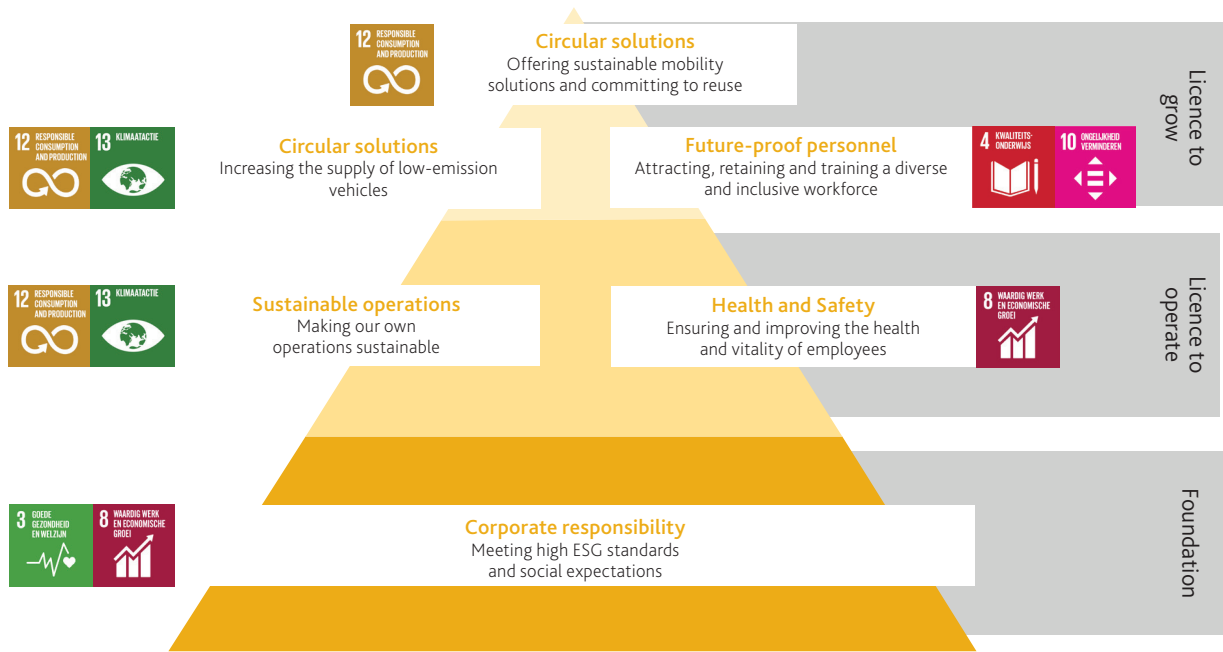 12 RESPONSIBLE
CONSUMPTION
AND PRODUCTION
Circular solutions
Offering sustainable mobility
solutions and committing to reuse
Licence to
grow
12 RESPONSIBLE
CONSUMPTION
AND PRODUCTION
13 KLIMAATACTIE
Circular solutions
Increasing the supply of low-emission
vehicles
Future-proof personnel
Attracting, retaining and training a diverse
and inclusive workforce
4 KWALITEITS-
ONDERWIJS
10 ONGELIJKHEID
VERMINDEREN
12 RESPONSIBLE
CONSUMPTION
AND PRODUCTION
13 KLIMAATACTIE
Sustainable operations
Making our own
operations sustainable
Health and Safety
Ensuring and improving the health
and vitality of employees
8 WAARDIG WERK
EN ECONOMISCHE
GROEI
Licence to
operate
3 GOEDE
GEZONDHEID
EN WELZIJN
8 WAARDIG WERK
EN ECONOMISCHE
GROEI
Corporate responsibility
Meeting high ESG standards
and social expectations
Foundation